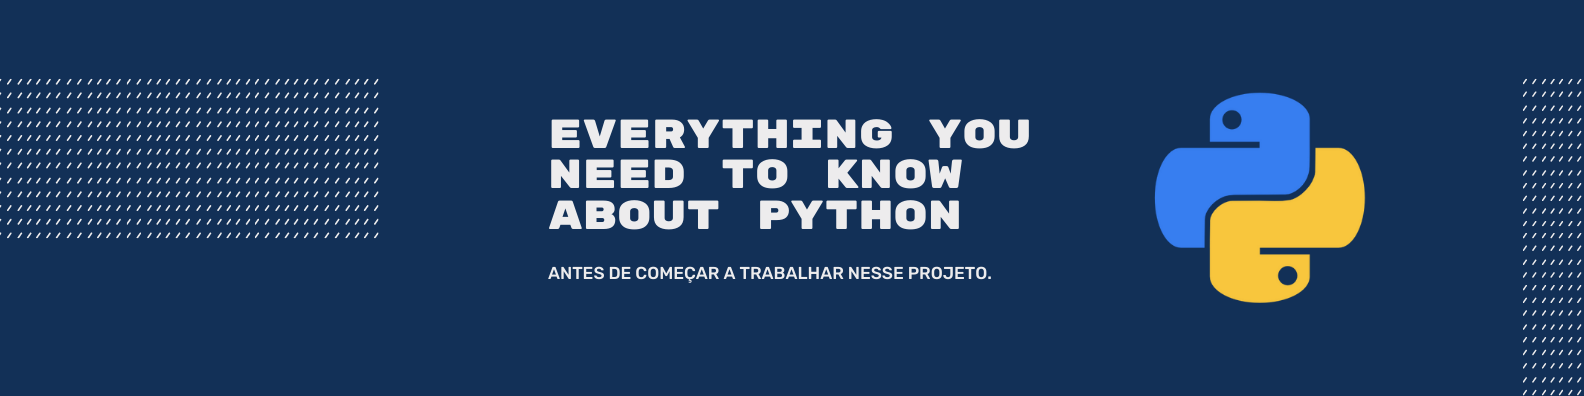 EVERYTHING YOU
NEED TO KNOW
ABOUT PYTHON
ANTES DE COMEÇAR A TRABALHAR NESSE PROJETO.